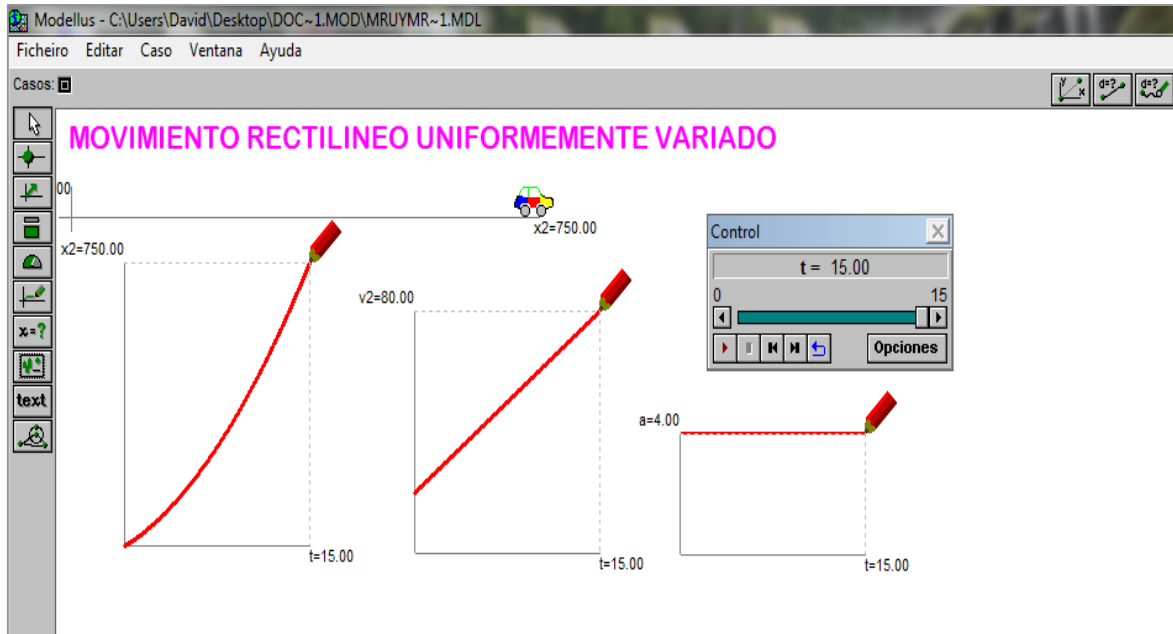 Modellus - C:\Users\David\Desktop\DOC~1.MOD\MRUYMR~1.MDL
Ficheiro Editar Caso Ventana Ayuda
Casos:
MOVIMIENTO RECTILINEO UNIFORMEMENTE VARIADO
00
x2=750.00
x2=750.00
v2=80.00
a=4.00
t=15.00
t=15.00
t=15.00
Control
t = 15.00
0 15
Opciones
y x
d=?
d=?
x=?
text